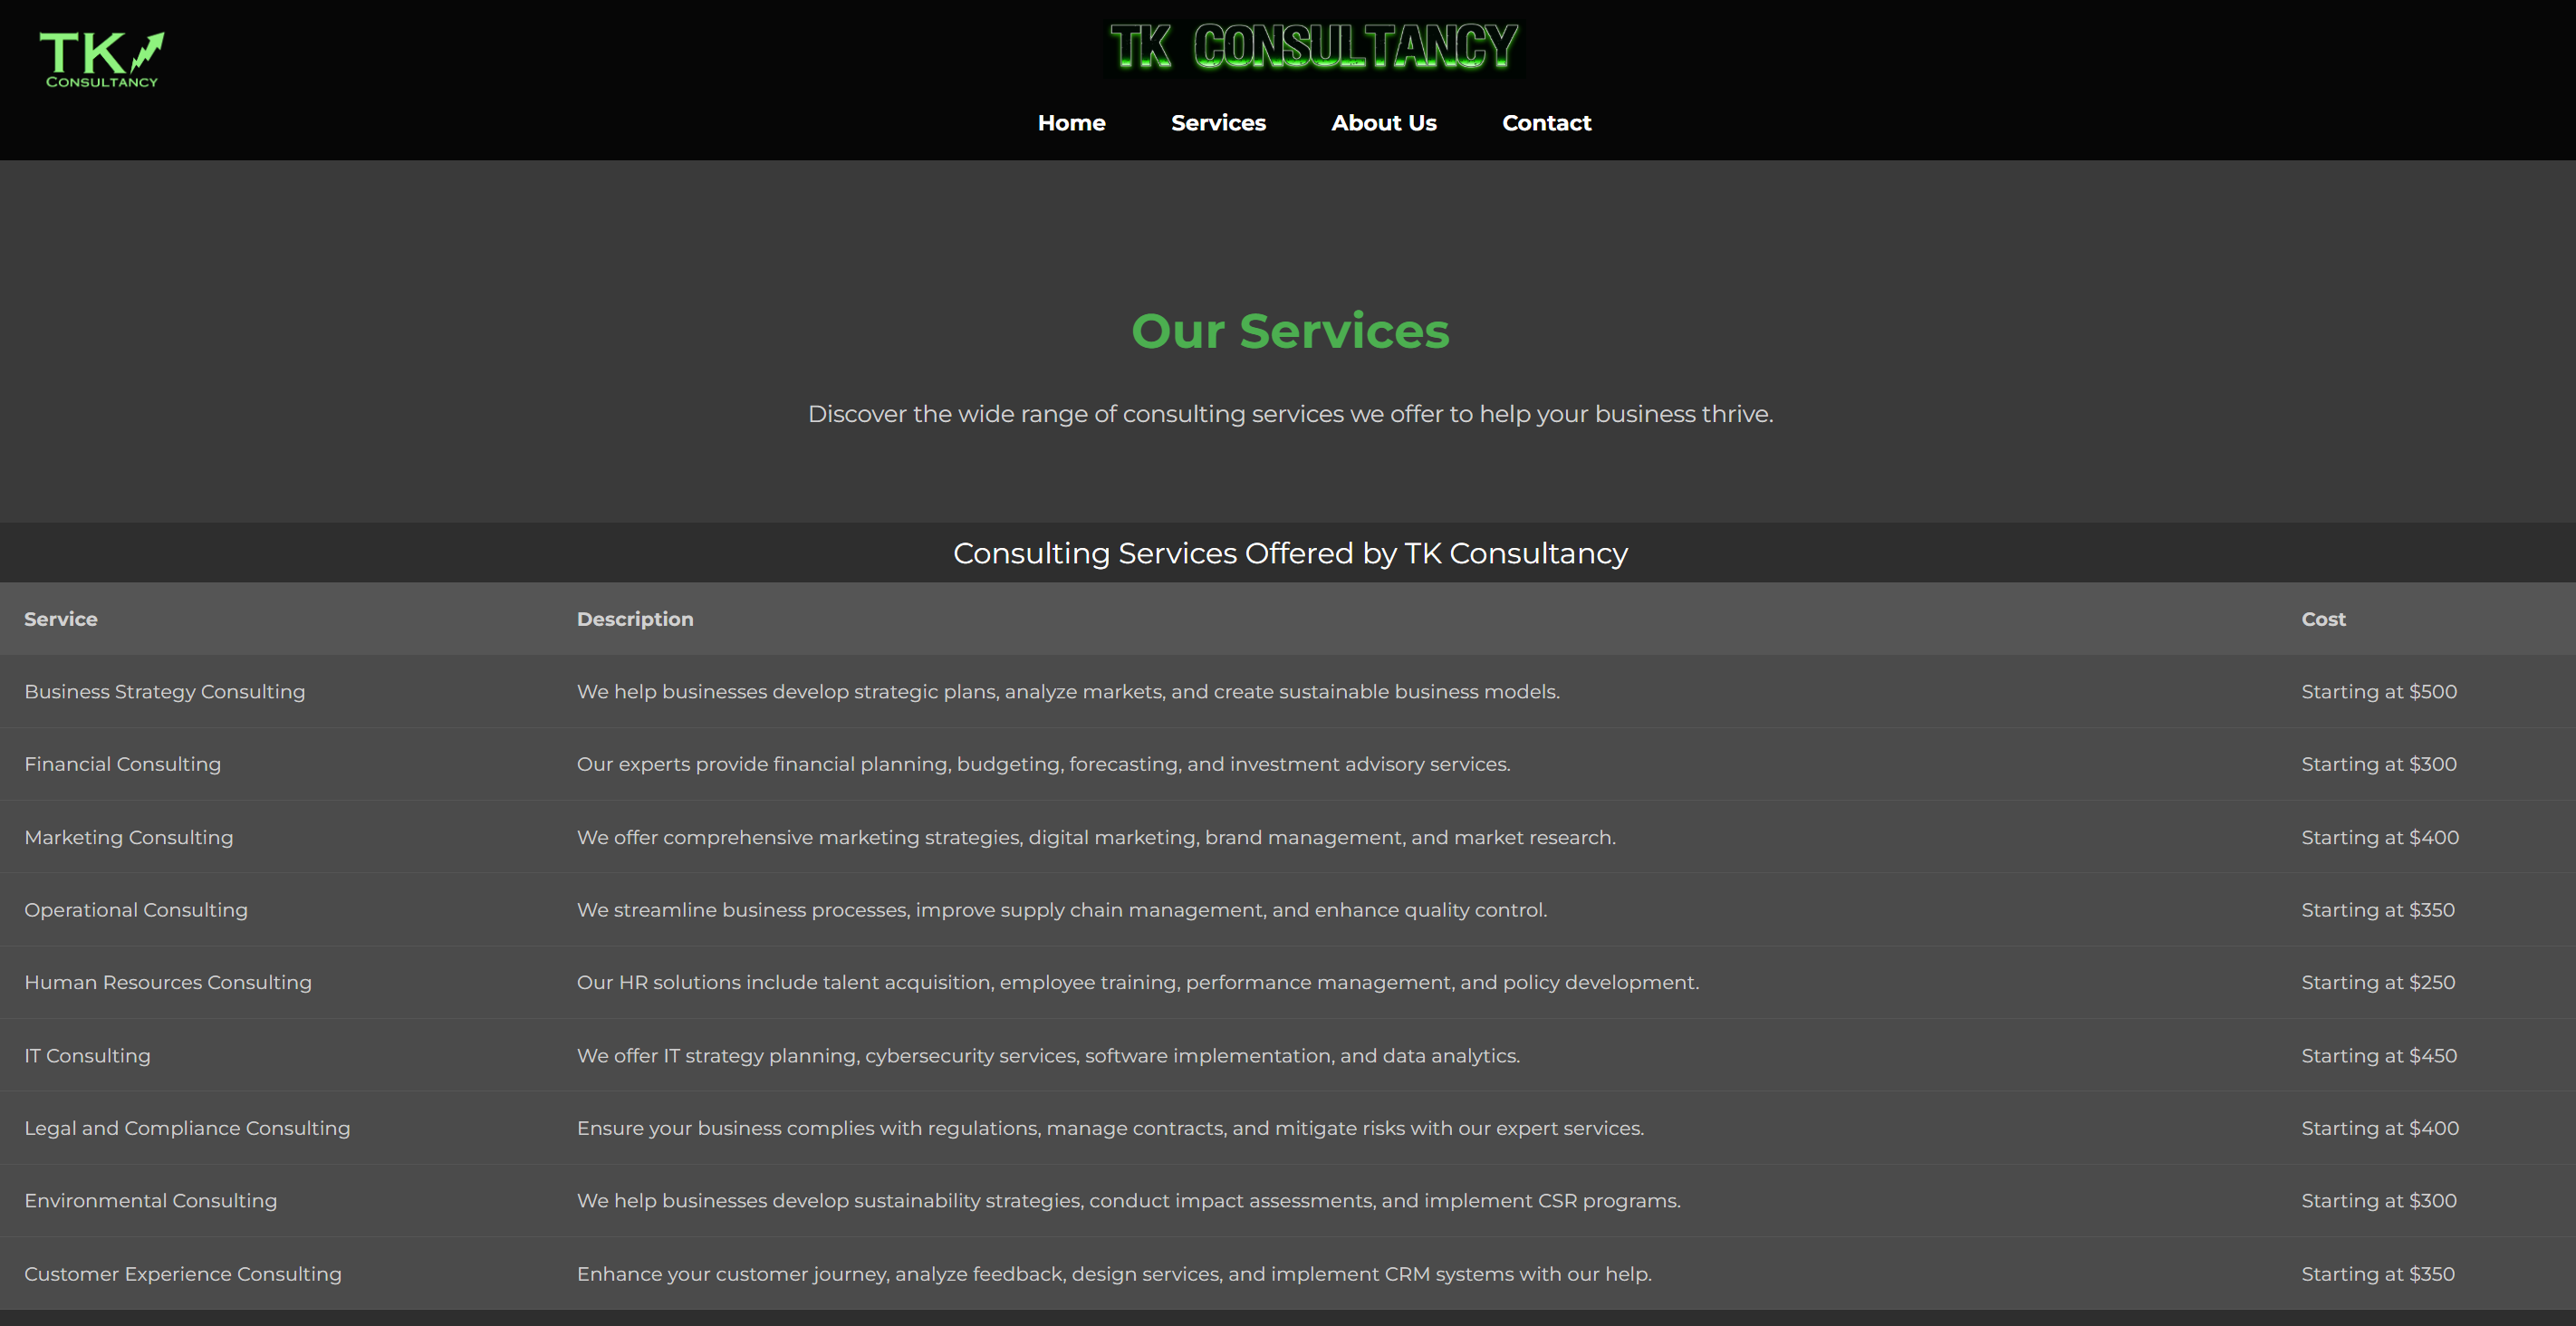 TK
CONSULTANCY
TK CONSULTANCY
Home Services About Us Contact
Our Services
Discover the wide range of consulting services we offer to help your business thrive.
Consulting Services Offered by TK Consultancy
Service Description Cost
Business Strategy Consulting We help businesses develop strategic plans, analyze markets, and create sustainable business models. Starting at $500
Financial Consulting Our experts provide financial planning, budgeting, forecasting, and investment advisory services. Starting at $300
Marketing Consulting We offer comprehensive marketing strategies, digital marketing, brand management, and market research. Starting at $400
Operational Consulting We streamline business processes, improve supply chain management, and enhance quality control. Starting at $350
Human Resources Consulting Our HR solutions include talent acquisition, employee training, performance management, and policy development. Starting at $250
IT Consulting We offer IT strategy planning, cybersecurity services, software implementation, and data analytics. Starting at $450
Legal and Compliance Consulting Ensure your business complies with regulations, manage contracts, and mitigate risks with our expert services. Starting at $400
Environmental Consulting We help businesses develop sustainability strategies, conduct impact assessments, and implement CSR programs. Starting at $300
Customer Experience Consulting Enhance your customer journey, analyze feedback, design services, and implement CRM systems with our help. Starting at $350